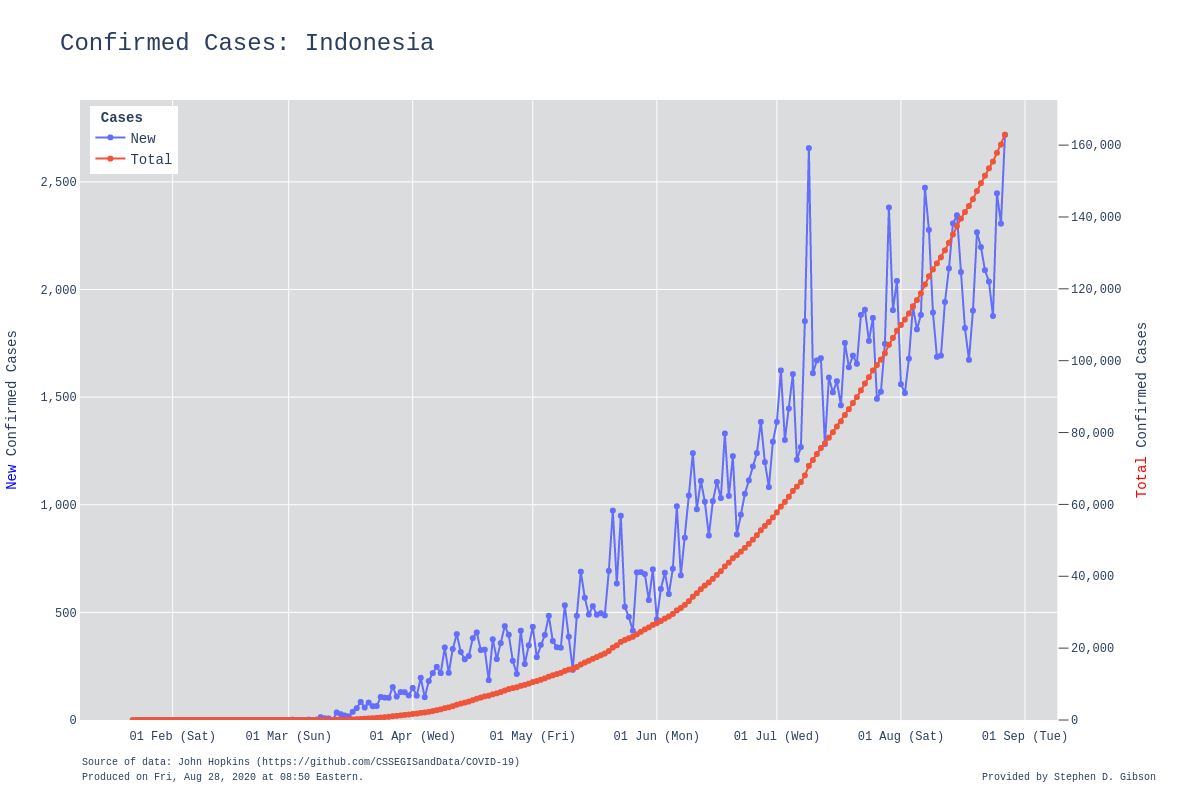 Confirmed Cases: Indonesia
Cases
New
Total
2,500
2,000
1,500
1,000
500
0
New Confirmed Cases
160,000
140,000
120,000
100,000
80,000
60,000
40,000
20,000
0
Total Confirmed Cases
01 Feb (Sat)
01 Mar (Sun)
01 Apr (Wed)
01 May (Fri)
01 Jun (Mon)
01 Jul (Wed)
01 Aug (Sat)
01 Sep (Tue)
Source of data: John Hopkins (https://github.com/CSSEGISandData/COVID-19)
Produced on Fri, Aug 28, 2020 at 08:50 Eastern.
Provided by Stephen D. Gibson